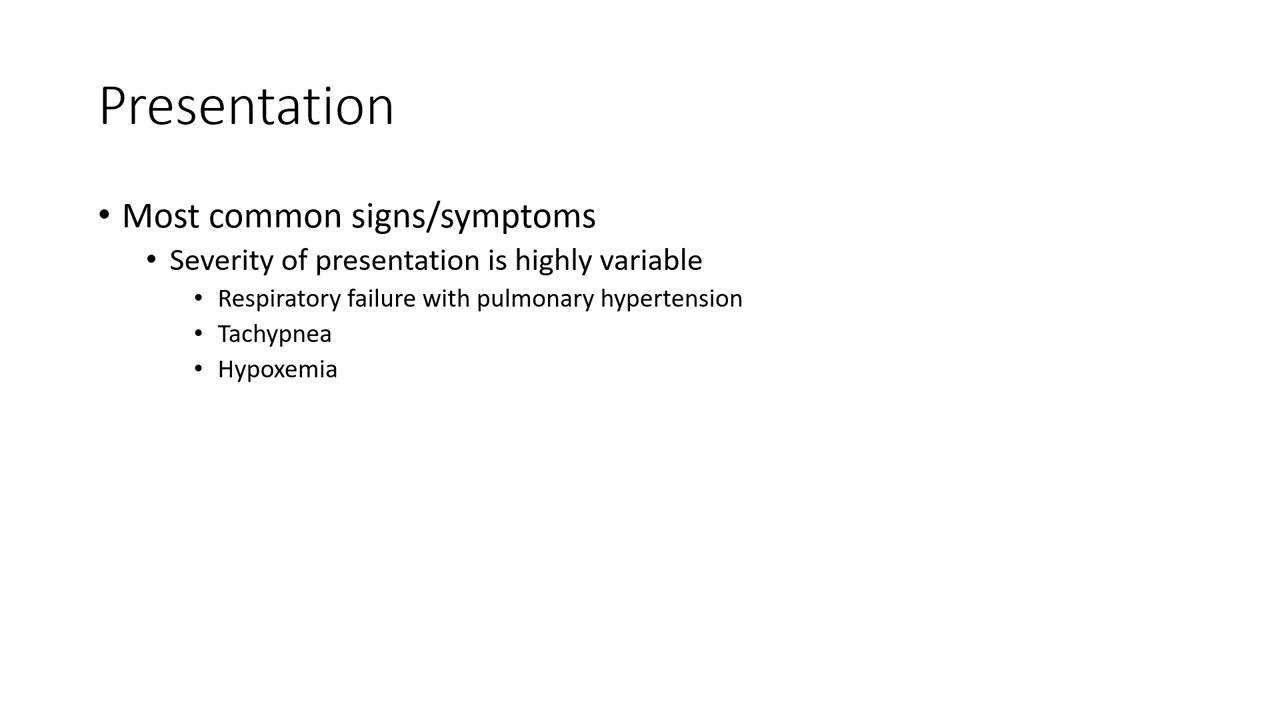 Presentation
• Most common signs/symptoms
• Severity of presentation is highly variable
• Respiratory failure with pulmonary hypertension
• Tachypnea
• Hypoxemia